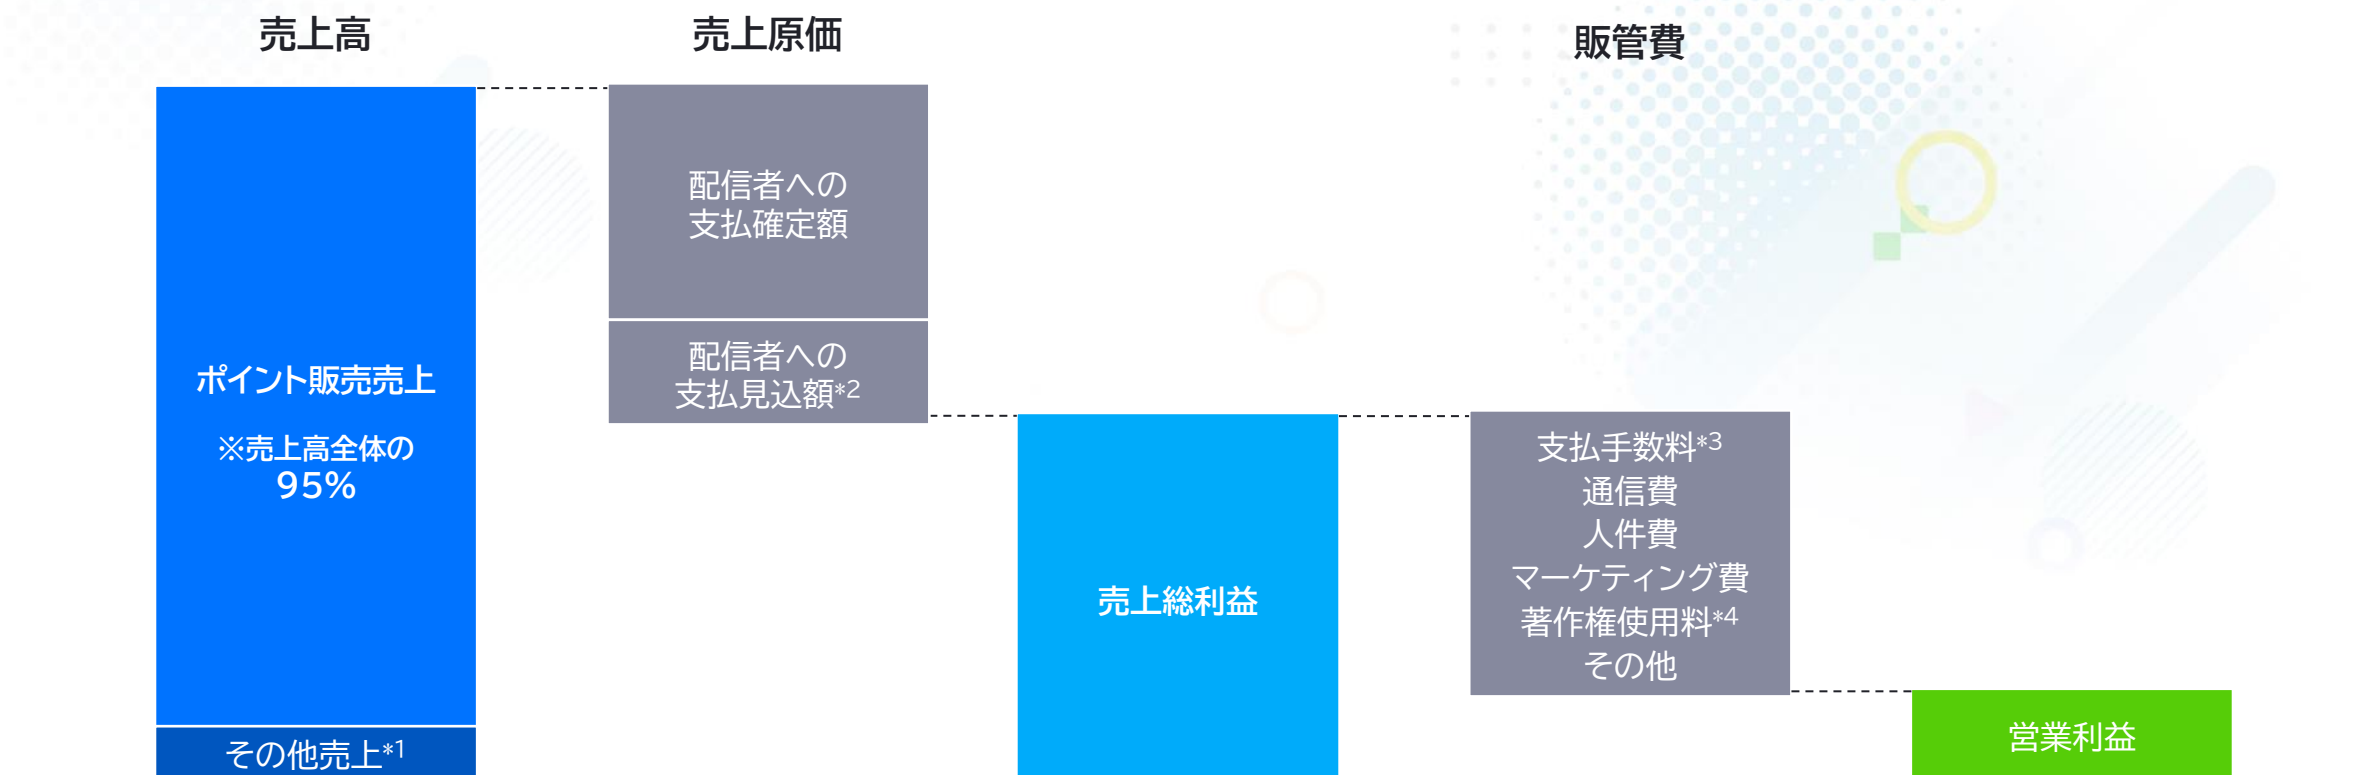 売上高
ポイント販売売上
※売上高全体の
95%
その他売上*1
売上原価
配信者への
支払確定額
配信者への
支払見込額*2
売上総利益
販管費
支払手数料*3
通信費
人件費
マーケティング費
著作権使用料*4
その他
営業利益